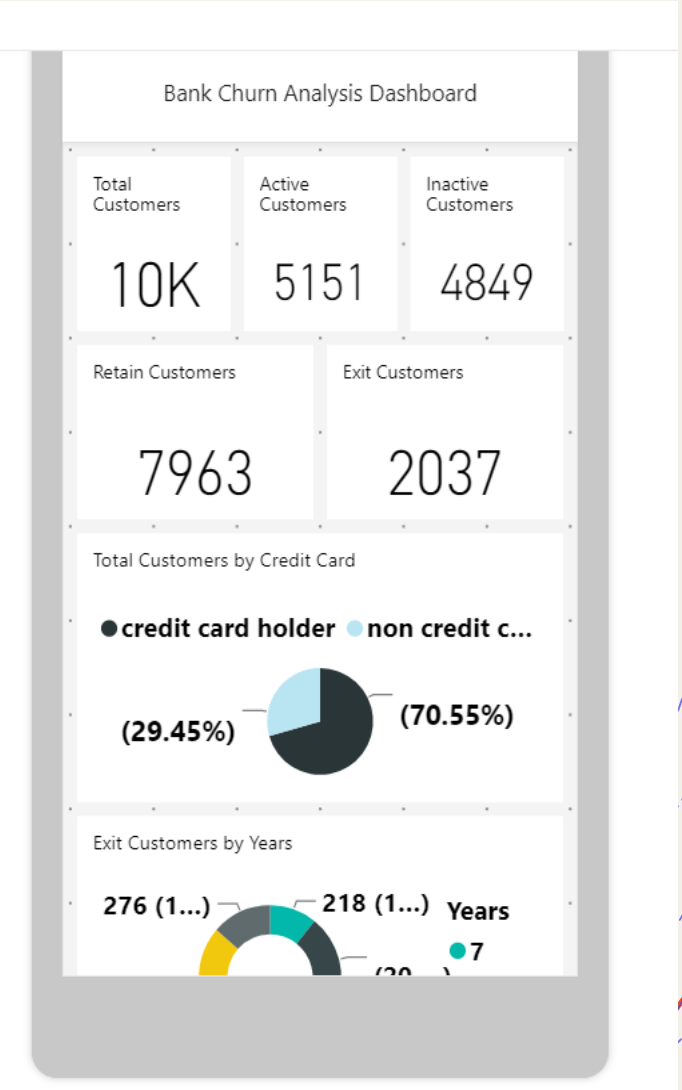 Bank Churn Analysis Dashboard
Total
Customers
Active
Customers
Inactive
Customers
10K
5151
4849
Retain Customers
Exit Customers
7963
2037
Total Customers by Credit Card
credit card holder
non credit c...
(29.45%)
(70.55%)
Exit Customers by Years
276 (1...)
218 (1...)
Years
7